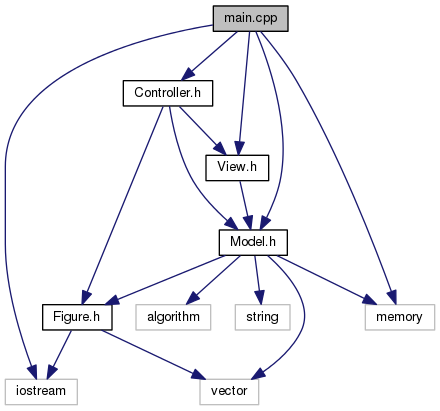 main.cpp
Controller.h
View.h
Model.h
Figure.h
algorithm
string
memory
iostream
vector